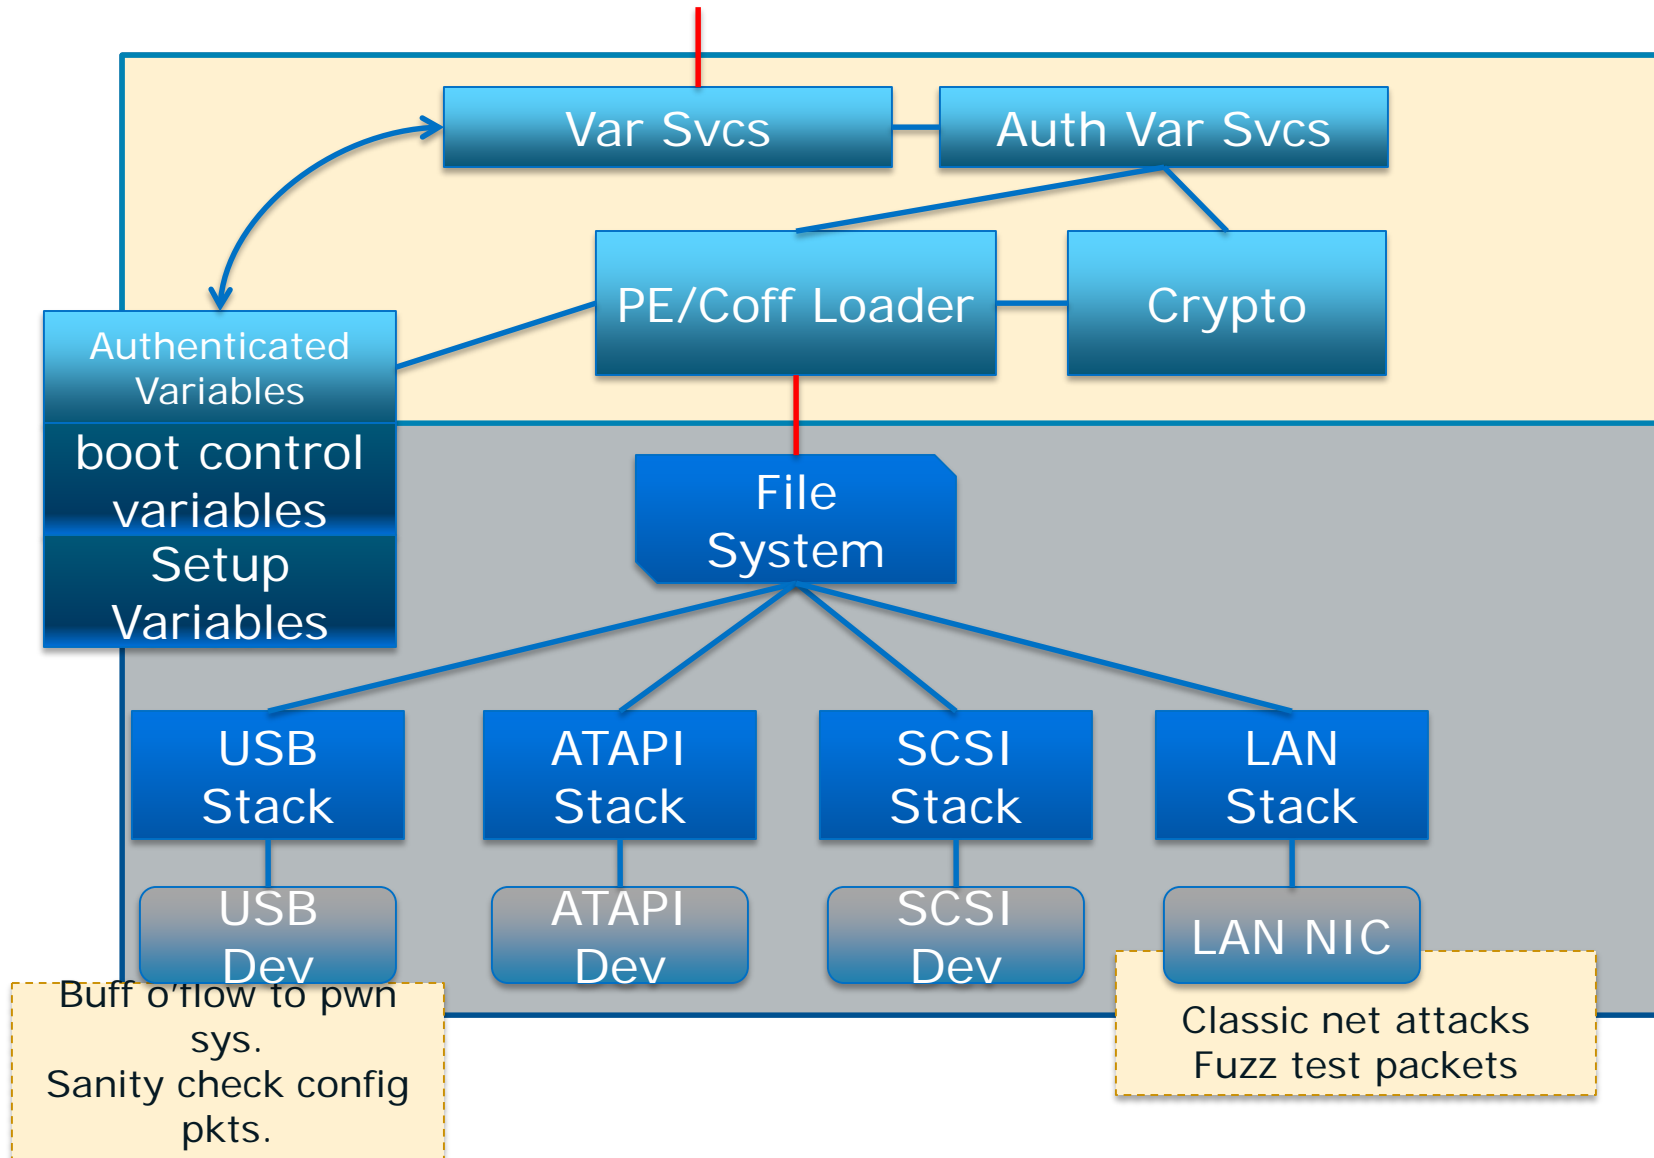 Var Svcs
Auth Var Svcs
PE/Coff Loader
Crypto
Authenticated
Variables
boot control
variables
Setup
Variables
File
System
USB
Stack
ATAPI
Stack
SCSI
Stack
LAN
Stack
USB
Dev
ATAPI
Dev
SCSI
Dev
LAN NIC
Buff o'flow to pwn
sys.
Sanity check config
pkts.
Classic net attacks
Fuzz test packets